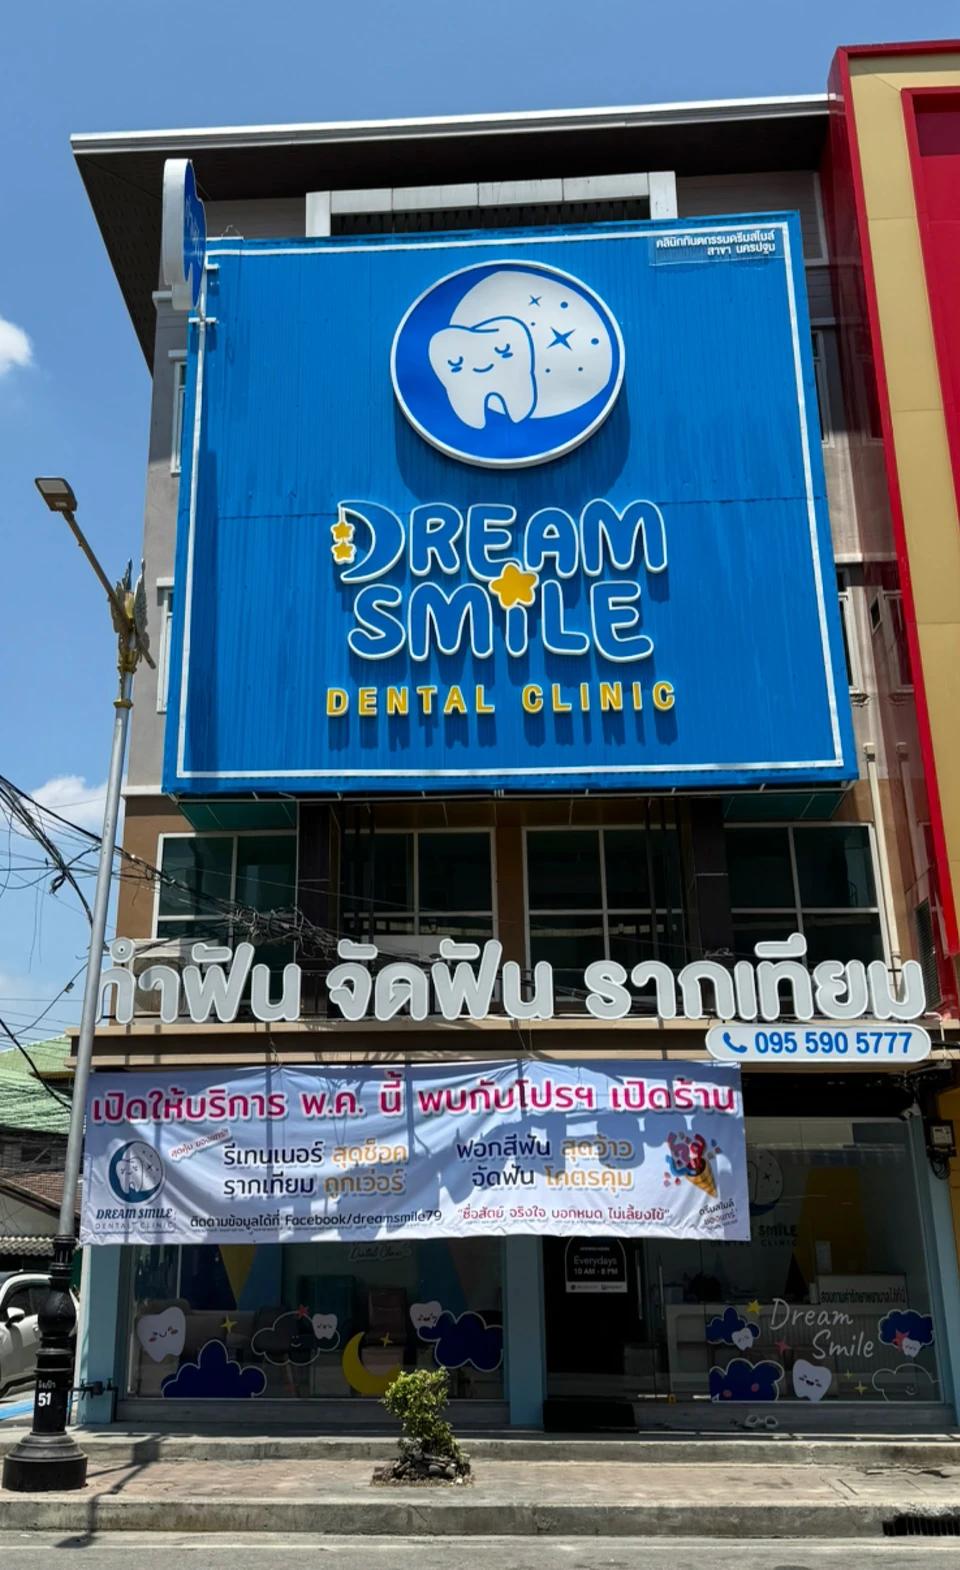 คลินิกทันตกรรมดรีมสไมล์
สาขา นครปฐม
DREAM
SMiLE
DENTAL CLINIC
ทำฟัน จัดฟัน รากเทียม
095 590 5777
เปิดให้บริการ พ.ค. นี้ พบกับโปรฯ เปิดร้าน
รีเทนเนอร์ สุดช็อค
รากเทียม ถูกเว่อร์
ฟอกสีฟัน สุดว้าว
จัดฟัน โคตรคุ้ม
DREAM SMILE
DENTAL CLINIC
ติดตามข้อมูลได้ที่ Facebook/dreamsmile79
"ซื่อสัตย์ จริงใจ บอกหมด ไม่เลี้ยงไข้"
Everydays
10 AM - 8 PM
Dream
Smile
51